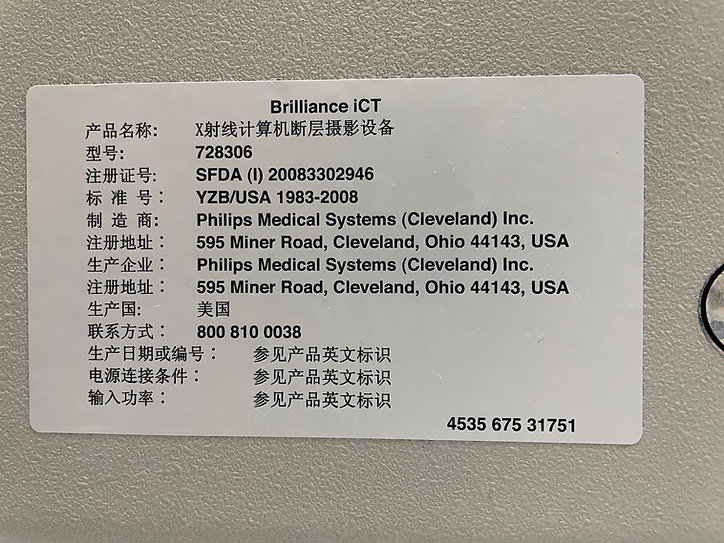 Brilliance iCT
产品名称: X射线计算机断层摄影设备
型号: 728306
注册证号: SFDA (I) 20083302946
标 准 号： YZB/USA 1983-2008
制 造 商: Philips Medical Systems (Cleveland) Inc.
注册地址： 595 Miner Road, Cleveland, Ohio 44143, USA
生产企业： Philips Medical Systems (Cleveland) Inc.
注册地址： 595 Miner Road, Cleveland, Ohio 44143, USA
生产国: 美国
联系方式： 800 810 0038
生产日期或编号： 参见产品英文标识
电源连接条件： 参见产品英文标识
输入功率： 参见产品英文标识
4535 675 31751